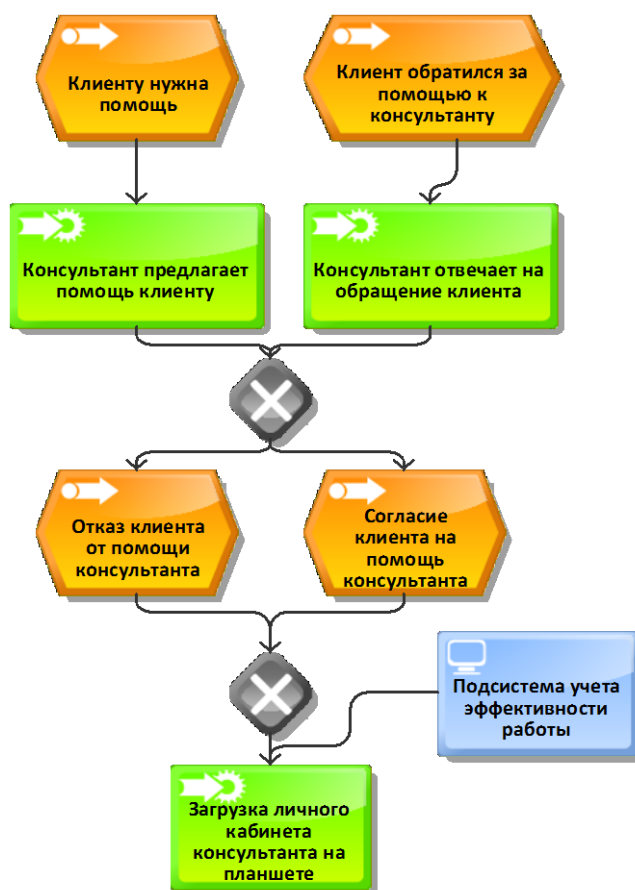 Клиенту нужна
помощь
Клиент обратился за
помощью к
консультанту
Консультант предлагает
помощь клиенту
Консультант отвечает на
обращение клиента
Отказ клиента
от помощи
консультанта
Согласие
клиента на
помощь
консультанта
Подсистема учета
эффективности
работы
Загрузка личного
кабинета
консультанта на
планшете